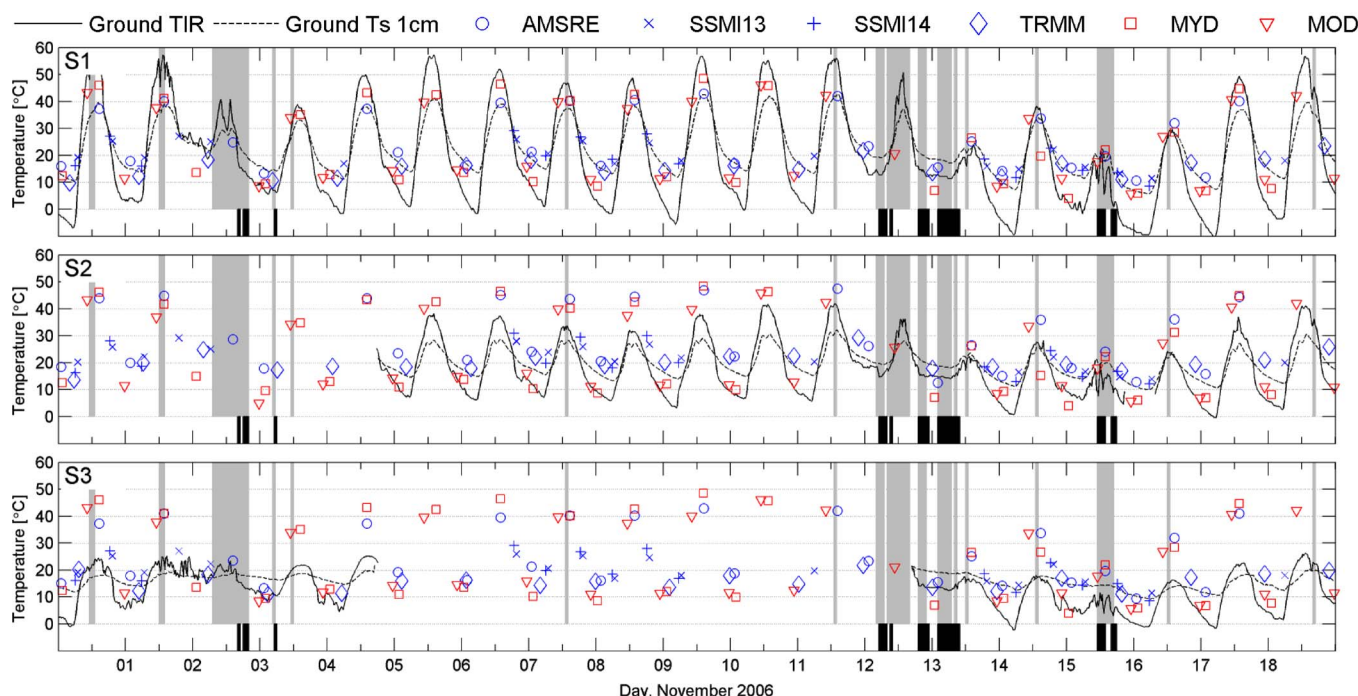 Ground TIR Ground Ts 1cm AMSRE SSMI13 SSMI14 TRMM MYD MOD
S1
Temperature [°C]
60
50
40
30
20
10
0
S2
Temperature [°C]
60
50
40
30
20
10
0
S3
Temperature [°C]
60
50
40
30
20
10
0
01 02 03 04 05 06 07 08 09 10 11 12 13 14 15 16 17 18
Day, November 2006